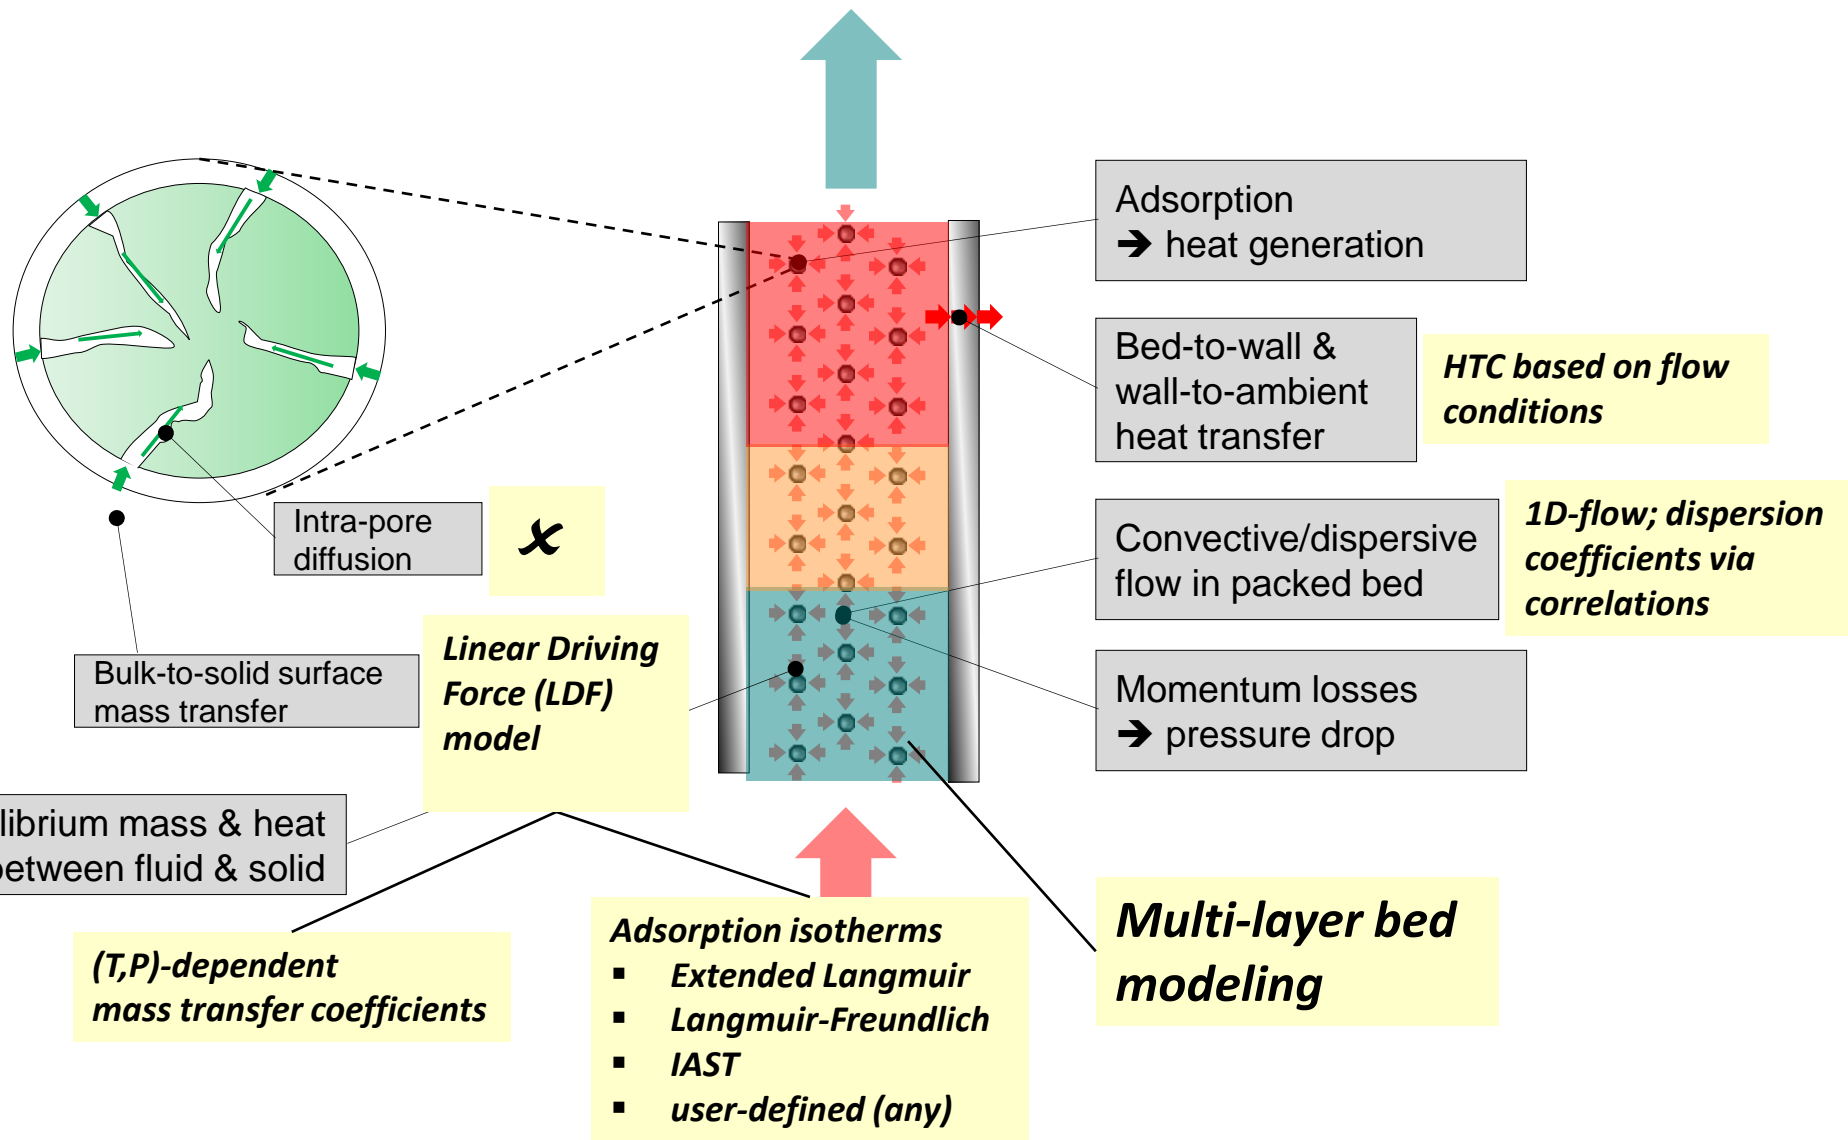 Adsorption
➔ heat generation
Bed-to-wall &
wall-to-ambient
heat transfer
HTC based on flow
conditions
Intra-pore
diffusion
x
Convective/dispersive
flow in packed bed
1D-flow; dispersion
coefficients via
correlations
Bulk-to-solid surface
mass transfer
Linear Driving
Force (LDF)
model
Momentum losses
➔ pressure drop
mass & heat
between fluid & solid
(T,P)-dependent
mass transfer coefficients
Adsorption isotherms
▪ Extended Langmuir
▪ Langmuir-Freundlich
▪ IAST
▪ user-defined (any)
Multi-layer bed
modeling